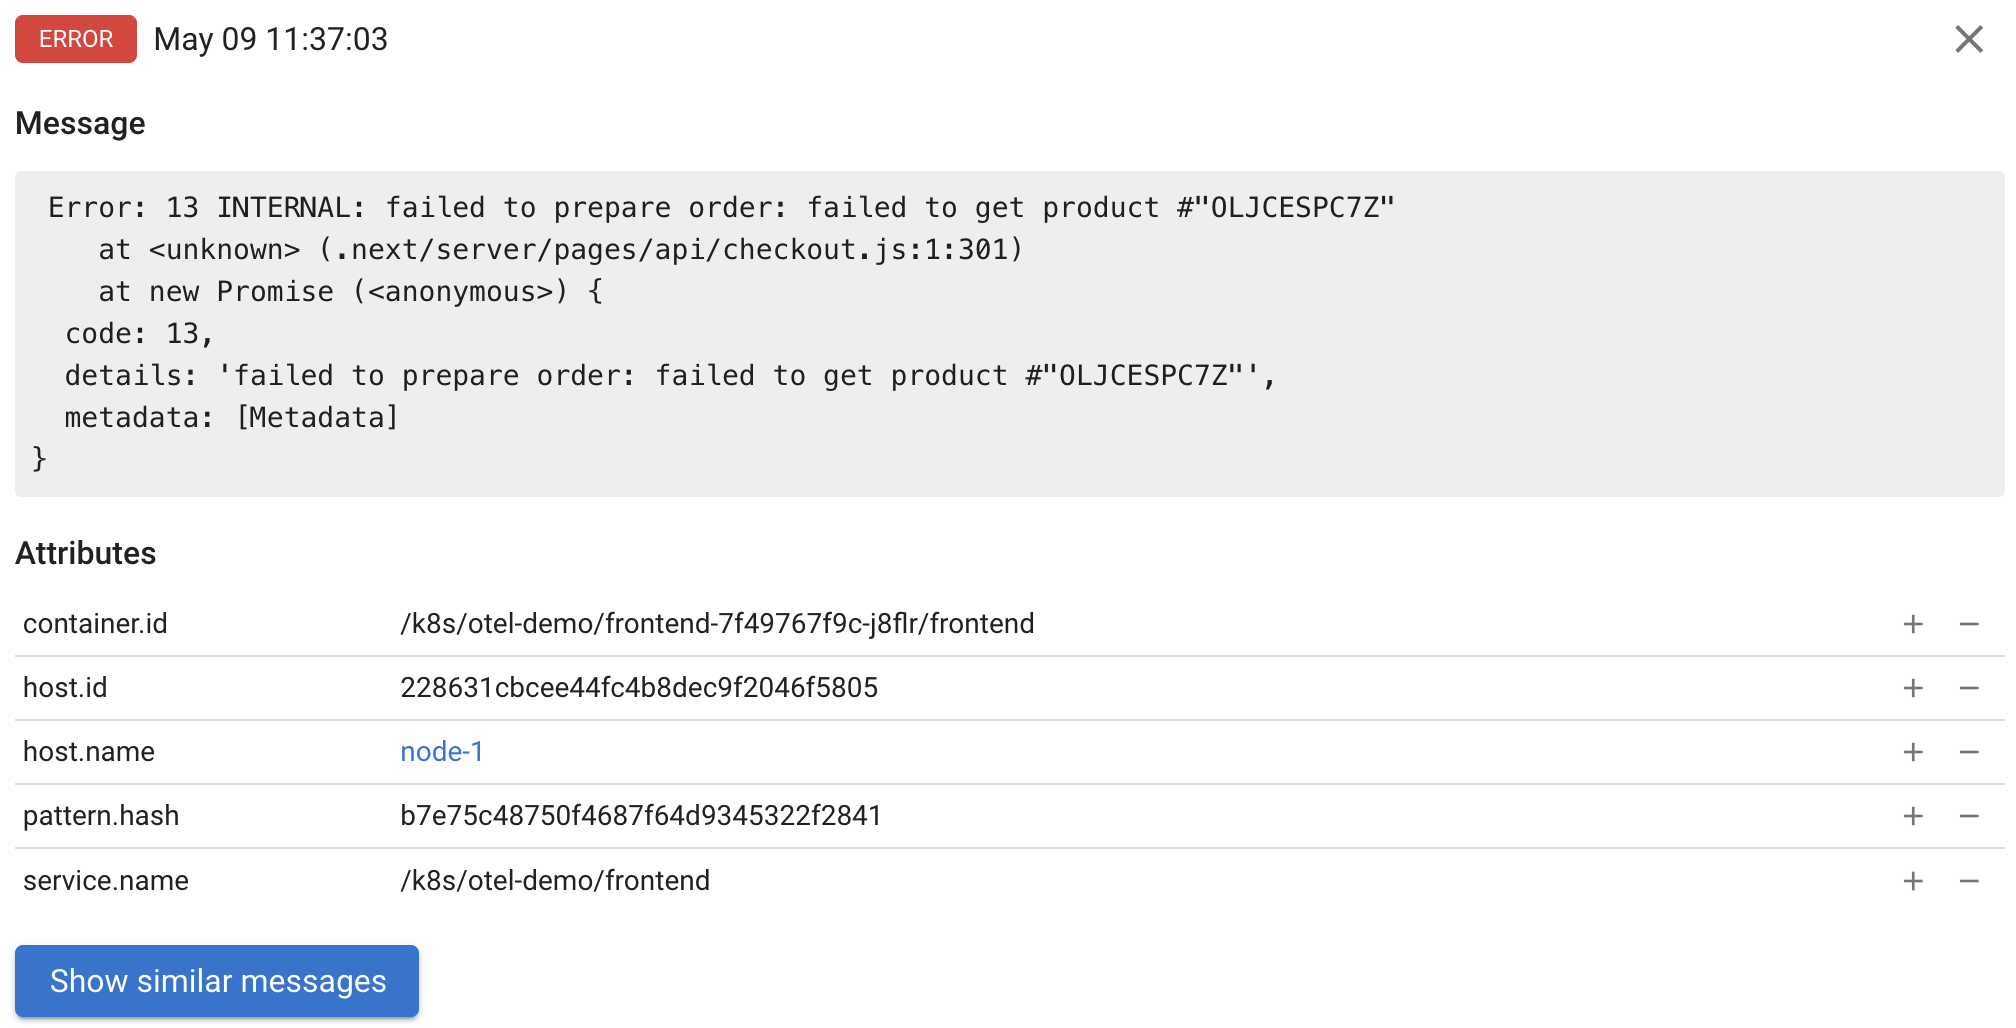 ERROR May 09 11:37:03
Message
Error: 13 INTERNAL: failed to prepare order: failed to get product #"OLJCESPC7Z"
at <unknown> (.next/server/pages/api/checkout.js:1:301)
at new Promise (<anonymous>) {
code: 13,
details: 'failed to prepare order: failed to get product #"OLJCESPC7Z"',
metadata: [Metadata]
}
Attributes
container.id /k8s/otel-demo/frontend-7f49767f9c-j8flr/frontend
host.id 228631cbcee44fc4b8dec9f2046f5805
host.name node-1
pattern.hash b7e75c48750f4687f64d9345322f2841
service.name /k8s/otel-demo/frontend
Show similar messages